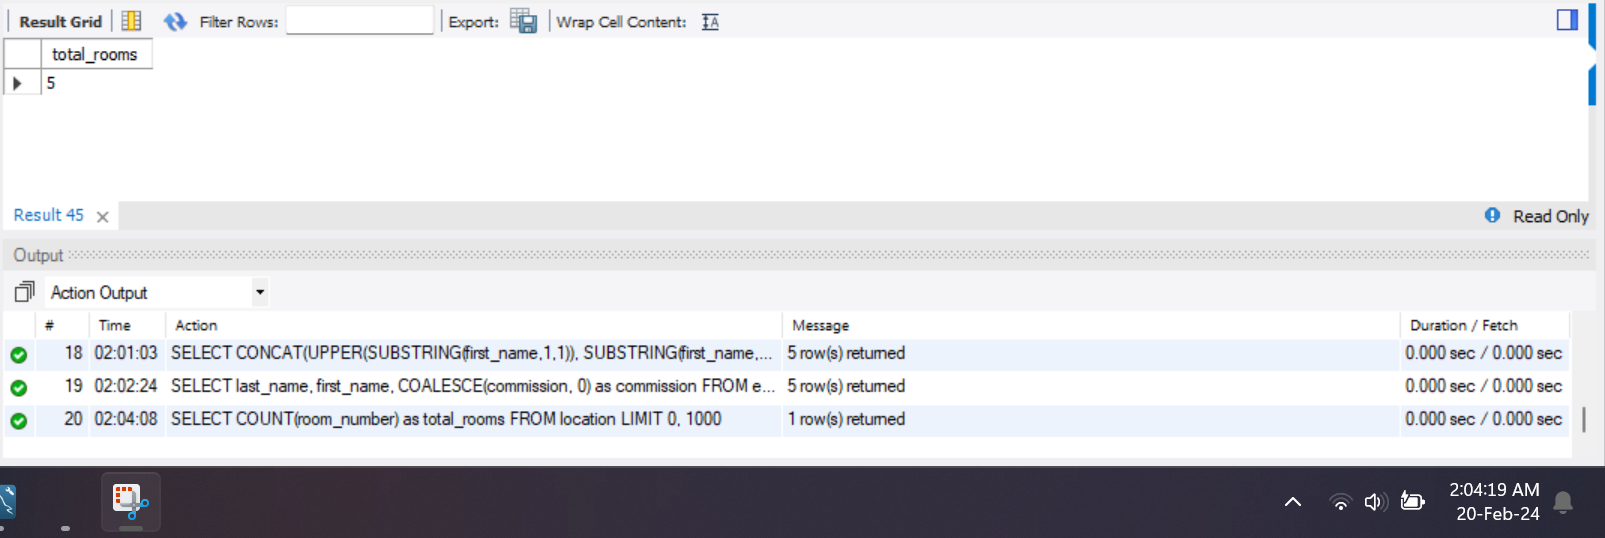 Result Grid Filter Rows: Export: Wrap Cell Content: IA
total_rooms
5
Result 45 Read Only
Output
Action Output
# Time Action Message Duration / Fetch
18 02:01:03 SELECT CONCAT(UPPER(SUBSTRING(first_name,1,1)), SUBSTRING(first_name,... 5 row(s) returned 0.000 sec / 0.000 sec
19 02:02:24 SELECT last_name, first_name, COALESCE(commission, 0) as commission FROM e... 5 row(s) returned 0.000 sec / 0.000 sec
20 02:04:08 SELECT COUNT(room_number) as total_rooms FROM location LIMIT 0, 1000 1 row(s) returned 0.000 sec / 0.000 sec
2:04:19 AM
20-Feb-24